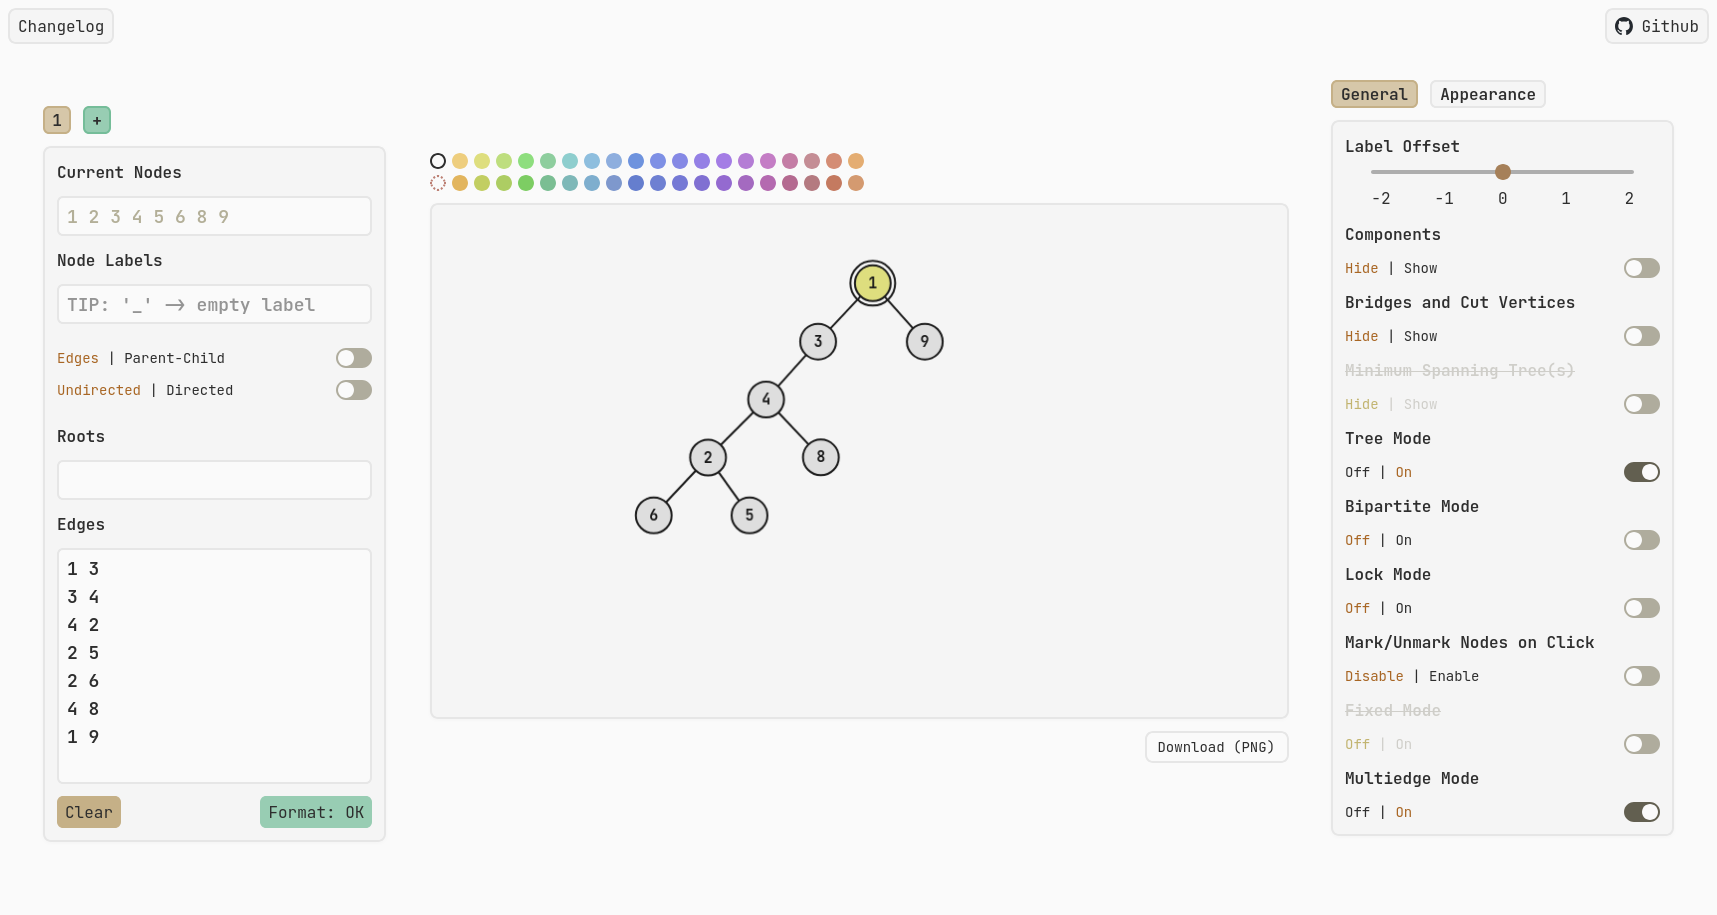 Changelog
Github
1 +
Current Nodes
1 2 3 4 5 6 8 9
Node Labels
TIP: '_' -> empty label
Edges | Parent-Child
Undirected | Directed
Roots
Edges
1 3
3 4
4 2
2 5
2 6
4 8
1 9
Clear
Format: OK
1
3
9
4
2
8
6
5
Download (PNG)
General
Appearance
Label Offset
-2 -1 0 1 2
Components
Hide | Show
Bridges and Cut Vertices
Hide | Show
Minimum Spanning Tree(s)
Hide | Show
Tree Mode
Off | On
Bipartite Mode
Off | On
Lock Mode
Off | On
Mark/Unmark Nodes on Click
Disable | Enable
Fixed Mode
Off | On
Multiedge Mode
Off | On